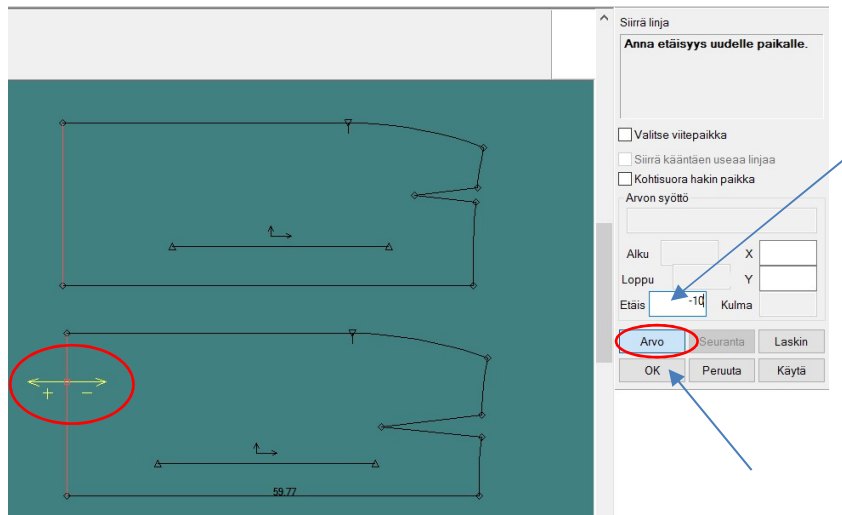 Siirrä linja
Anna etäisyys uudelle paikalle.
Valitse viitepaikka
Siirrä kääntäen useaa linjaa
Kohtisuora hakin paikka
Arvon syöttö
Alku X
Loppu Y
Etäis -10 Kulma
Arvo Seuranta Laskin
OK Peruuta Käytä
+ −
59.77